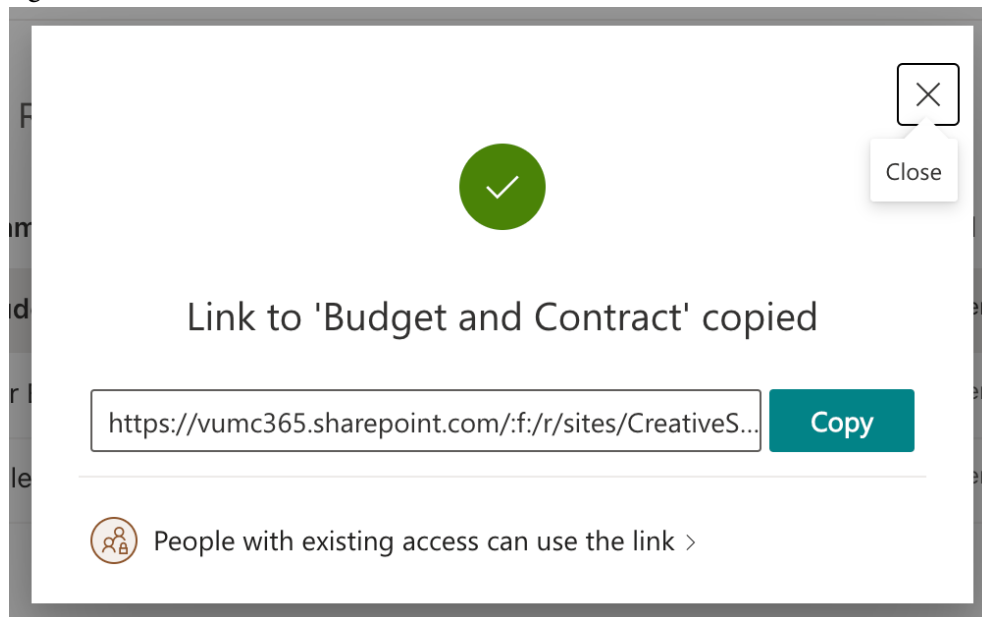 Close
Link to 'Budget and Contract' copied
https://vumc365.sharepoint.com/:f:/r/sites/CreativeS...
Copy
People with existing access can use the link >